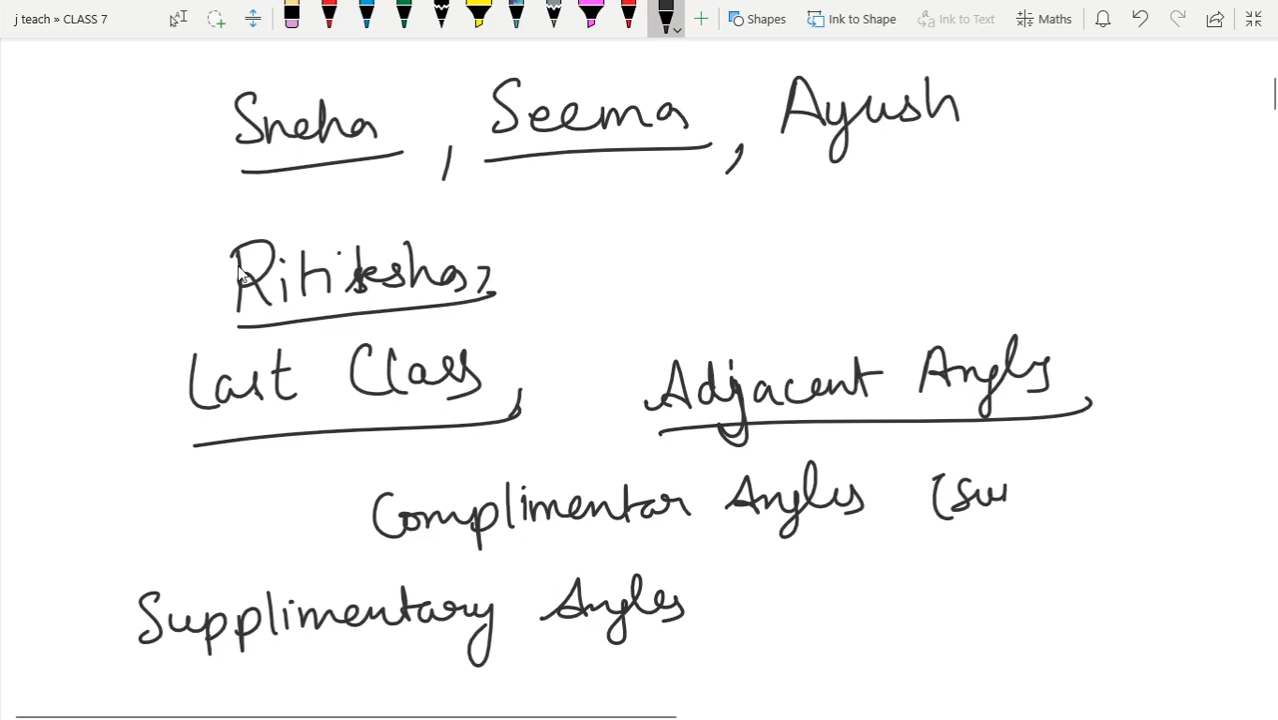 j teach » CLASS 7
Shapes Ink to Shape Ink to Text Maths
Sneha, Seema, Ayush
Last Class, Adjacent Angles
Complimentar Angles (Su
Supplimentary Angles